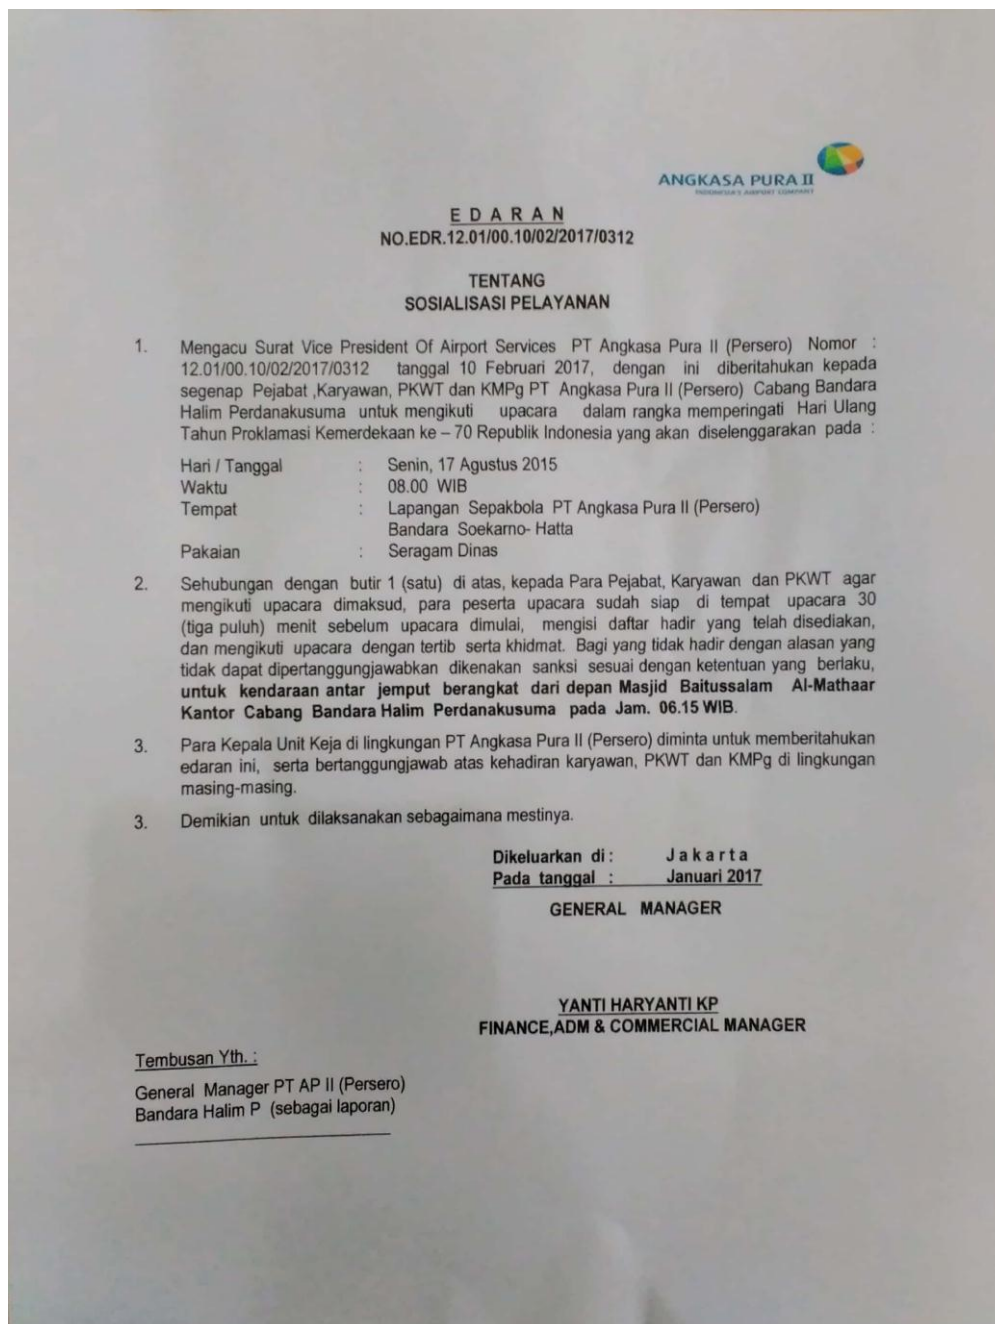 ANGKASA PURA II
INDONESIA'S AIRPORT COMPANY
E D A R A N
NO.EDR.12.01/00.10/02/2017/0312
TENTANG
SOSIALISASI PELAYANAN
1. Mengacu Surat Vice President Of Airport Services PT Angkasa Pura II (Persero) Nomor :
12.01/00.10/02/2017/0312 tanggal 10 Februari 2017, dengan ini diberitahukan kepada
segenap Pejabat ,Karyawan, PKWT dan KMPg PT Angkasa Pura II (Persero) Cabang Bandara
Halim Perdanakusuma untuk mengikuti upacara dalam rangka memperingati Hari Ulang
Tahun Proklamasi Kemerdekaan ke – 70 Republik Indonesia yang akan diselenggarakan pada :
Hari / Tanggal : Senin, 17 Agustus 2015
Waktu : 08.00 WIB
Tempat : Lapangan Sepakbola PT Angkasa Pura II (Persero)
Bandara Soekarno- Hatta
Pakaian : Seragam Dinas
2. Sehubungan dengan butir 1 (satu) di atas, kepada Para Pejabat, Karyawan dan PKWT agar
mengikuti upacara dimaksud, para peserta upacara sudah siap di tempat upacara 30
(tiga puluh) menit sebelum upacara dimulai, mengisi daftar hadir yang telah disediakan,
dan mengikuti upacara dengan tertib serta khidmat. Bagi yang tidak hadir dengan alasan yang
tidak dapat dipertanggungjawabkan dikenakan sanksi sesuai dengan ketentuan yang berlaku,
untuk kendaraan antar jemput berangkat dari depan Masjid Baitussalam Al-Mathaar
Kantor Cabang Bandara Halim Perdanakusuma pada Jam. 06.15 WIB.
3. Para Kepala Unit Keja di lingkungan PT Angkasa Pura II (Persero) diminta untuk memberitahukan
edaran ini, serta bertanggungjawab atas kehadiran karyawan, PKWT dan KMPg di lingkungan
masing-masing.
3. Demikian untuk dilaksanakan sebagaimana mestinya.
Dikeluarkan di : J a k a r t a
Pada tanggal : Januari 2017
GENERAL MANAGER
YANTI HARYANTI KP
FINANCE,ADM & COMMERCIAL MANAGER
Tembusan Yth. :
General Manager PT AP II (Persero)
Bandara Halim P (sebagai laporan)